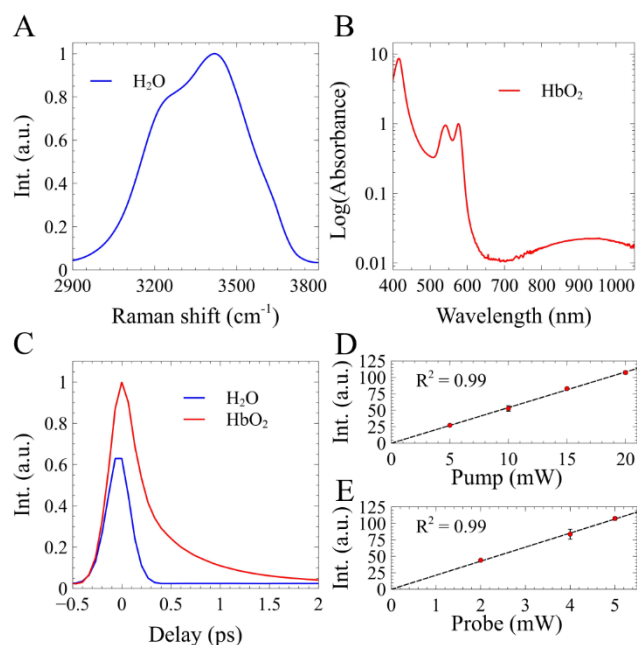 A
Int. (a.u.)
1
0.8
0.6
0.4
0.2
0
H₂O
2900 3200 3500 3800
Raman shift (cm⁻¹)
B
Log(Absorbance)
10
1
0.1
0.01
HbO₂
400 500 600 700 800 900 1000
Wavelength (nm)
C
Int. (a.u.)
1
0.8
0.6
0.4
0.2
0
H₂O
HbO₂
-0.5 0 0.5 1 1.5 2
Delay (ps)
D
Int. (a.u.)
125
100
75
50
25
0
R² = 0.99
0 5 10 15 20
Pump (mW)
E
Int. (a.u.)
125
100
75
50
25
0
R² = 0.99
0 1 2 3 4 5
Probe (mW)